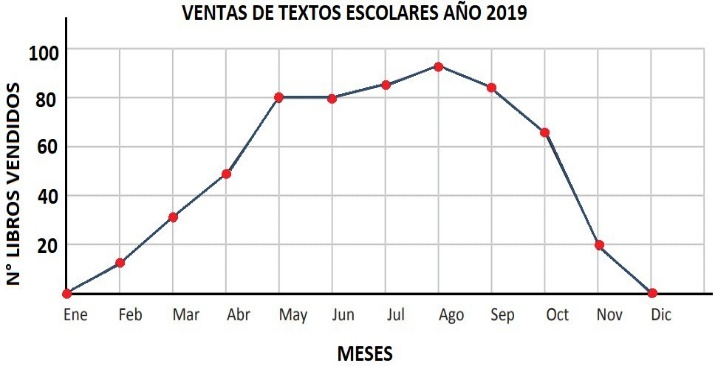 VENTAS DE TEXTOS ESCOLARES AÑO 2019
N° LIBROS VENDIDOS
100
80
60
40
20
Ene Feb Mar Abr May Jun Jul Ago Sep Oct Nov Dic
MESES